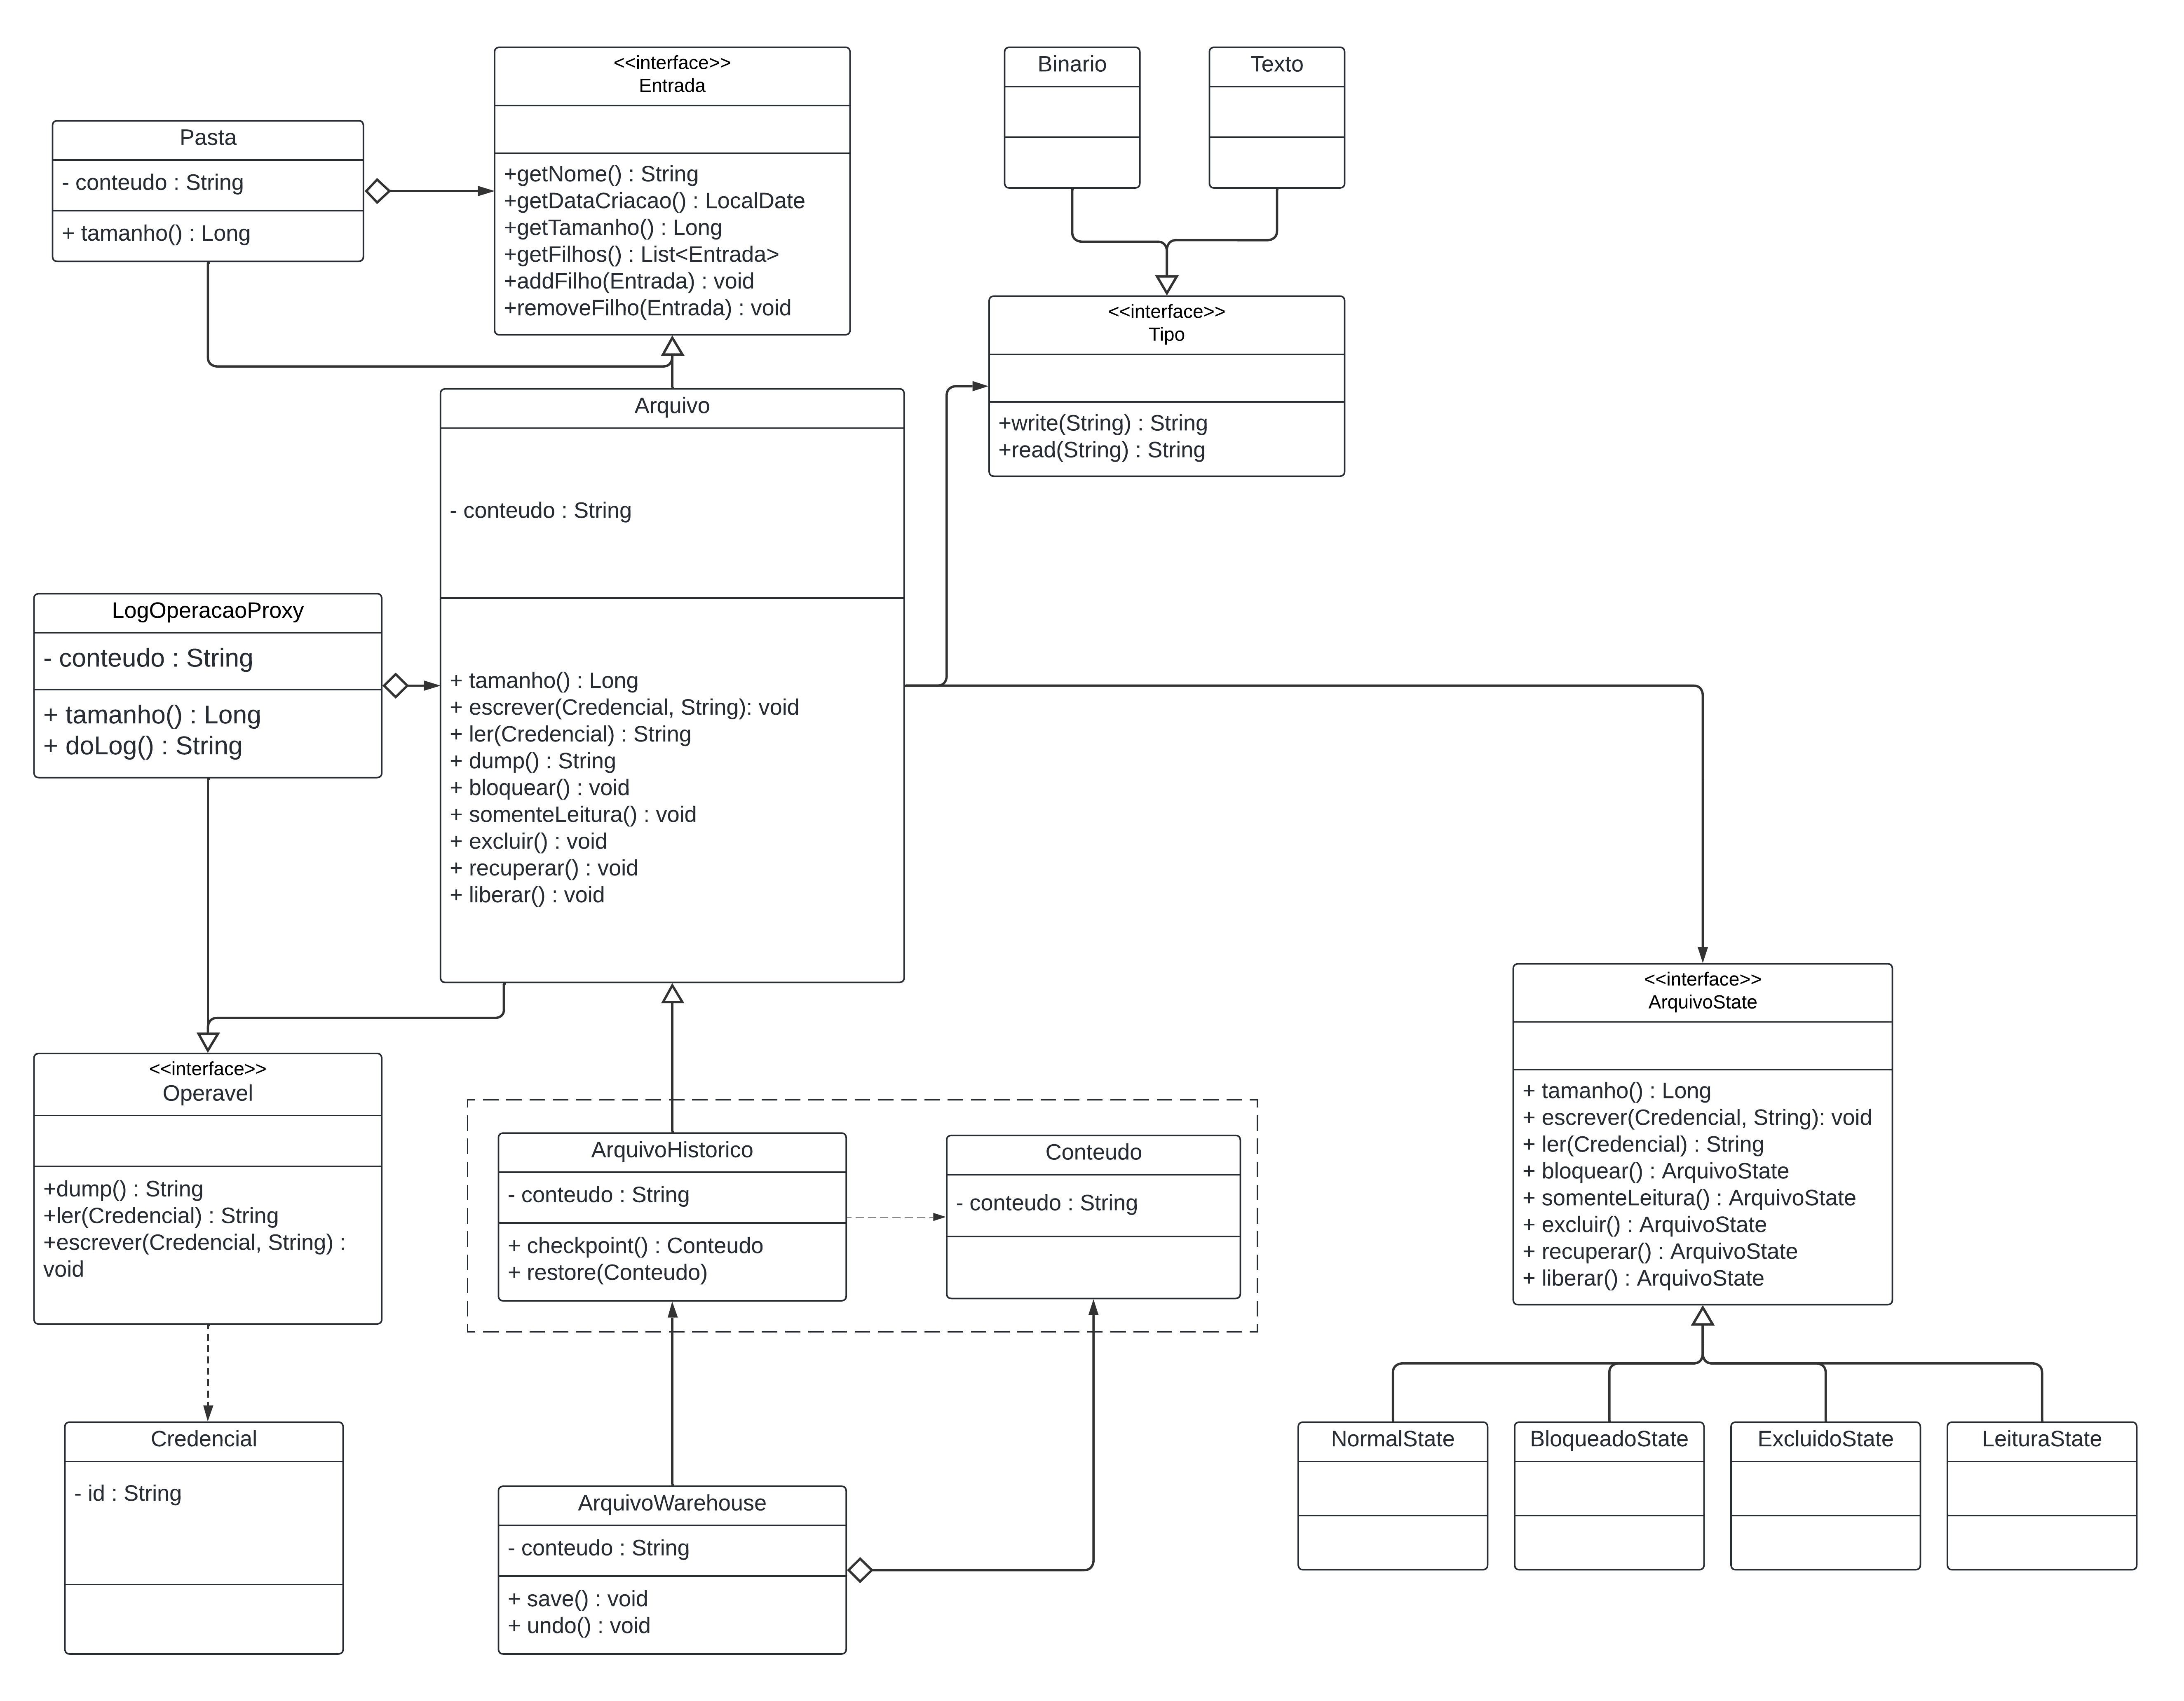 <<interface>>
Entrada
+getNome() : String
+getDataCriacao() : LocalDate
+getTamanho() : Long
+getFilhos() : List<Entrada>
+addFilho(Entrada) : void
+removeFilho(Entrada) : void
Binario
Texto
Pasta
- conteudo : String
+ tamanho() : Long
<<interface>>
Tipo
+write(String) : String
+read(String) : String
Arquivo
- conteudo : String
+ tamanho() : Long
+ escrever(Credencial, String): void
+ ler(Credencial) : String
+ dump() : String
+ bloquear() : void
+ somenteLeitura() : void
+ excluir() : void
+ recuperar() : void
+ liberar() : void
LogOperacaoProxy
- conteudo : String
+ tamanho() : Long
+ doLog() : String
<<interface>>
Operavel
+dump() : String
+ler(Credencial) : String
+escrever(Credencial, String) :
void
<<interface>>
ArquivoState
+ tamanho() : Long
+ escrever(Credencial, String): void
+ ler(Credencial) : String
+ bloquear() : ArquivoState
+ somenteLeitura() : ArquivoState
+ excluir() : ArquivoState
+ recuperar() : ArquivoState
+ liberar() : ArquivoState
ArquivoHistorico
- conteudo : String
+ checkpoint() : Conteudo
+ restore(Conteudo)
Conteudo
- conteudo : String
Credencial
- id : String
ArquivoWarehouse
- conteudo : String
+ save() : void
+ undo() : void
NormalState
BloqueadoState
ExcluidoState
LeituraState